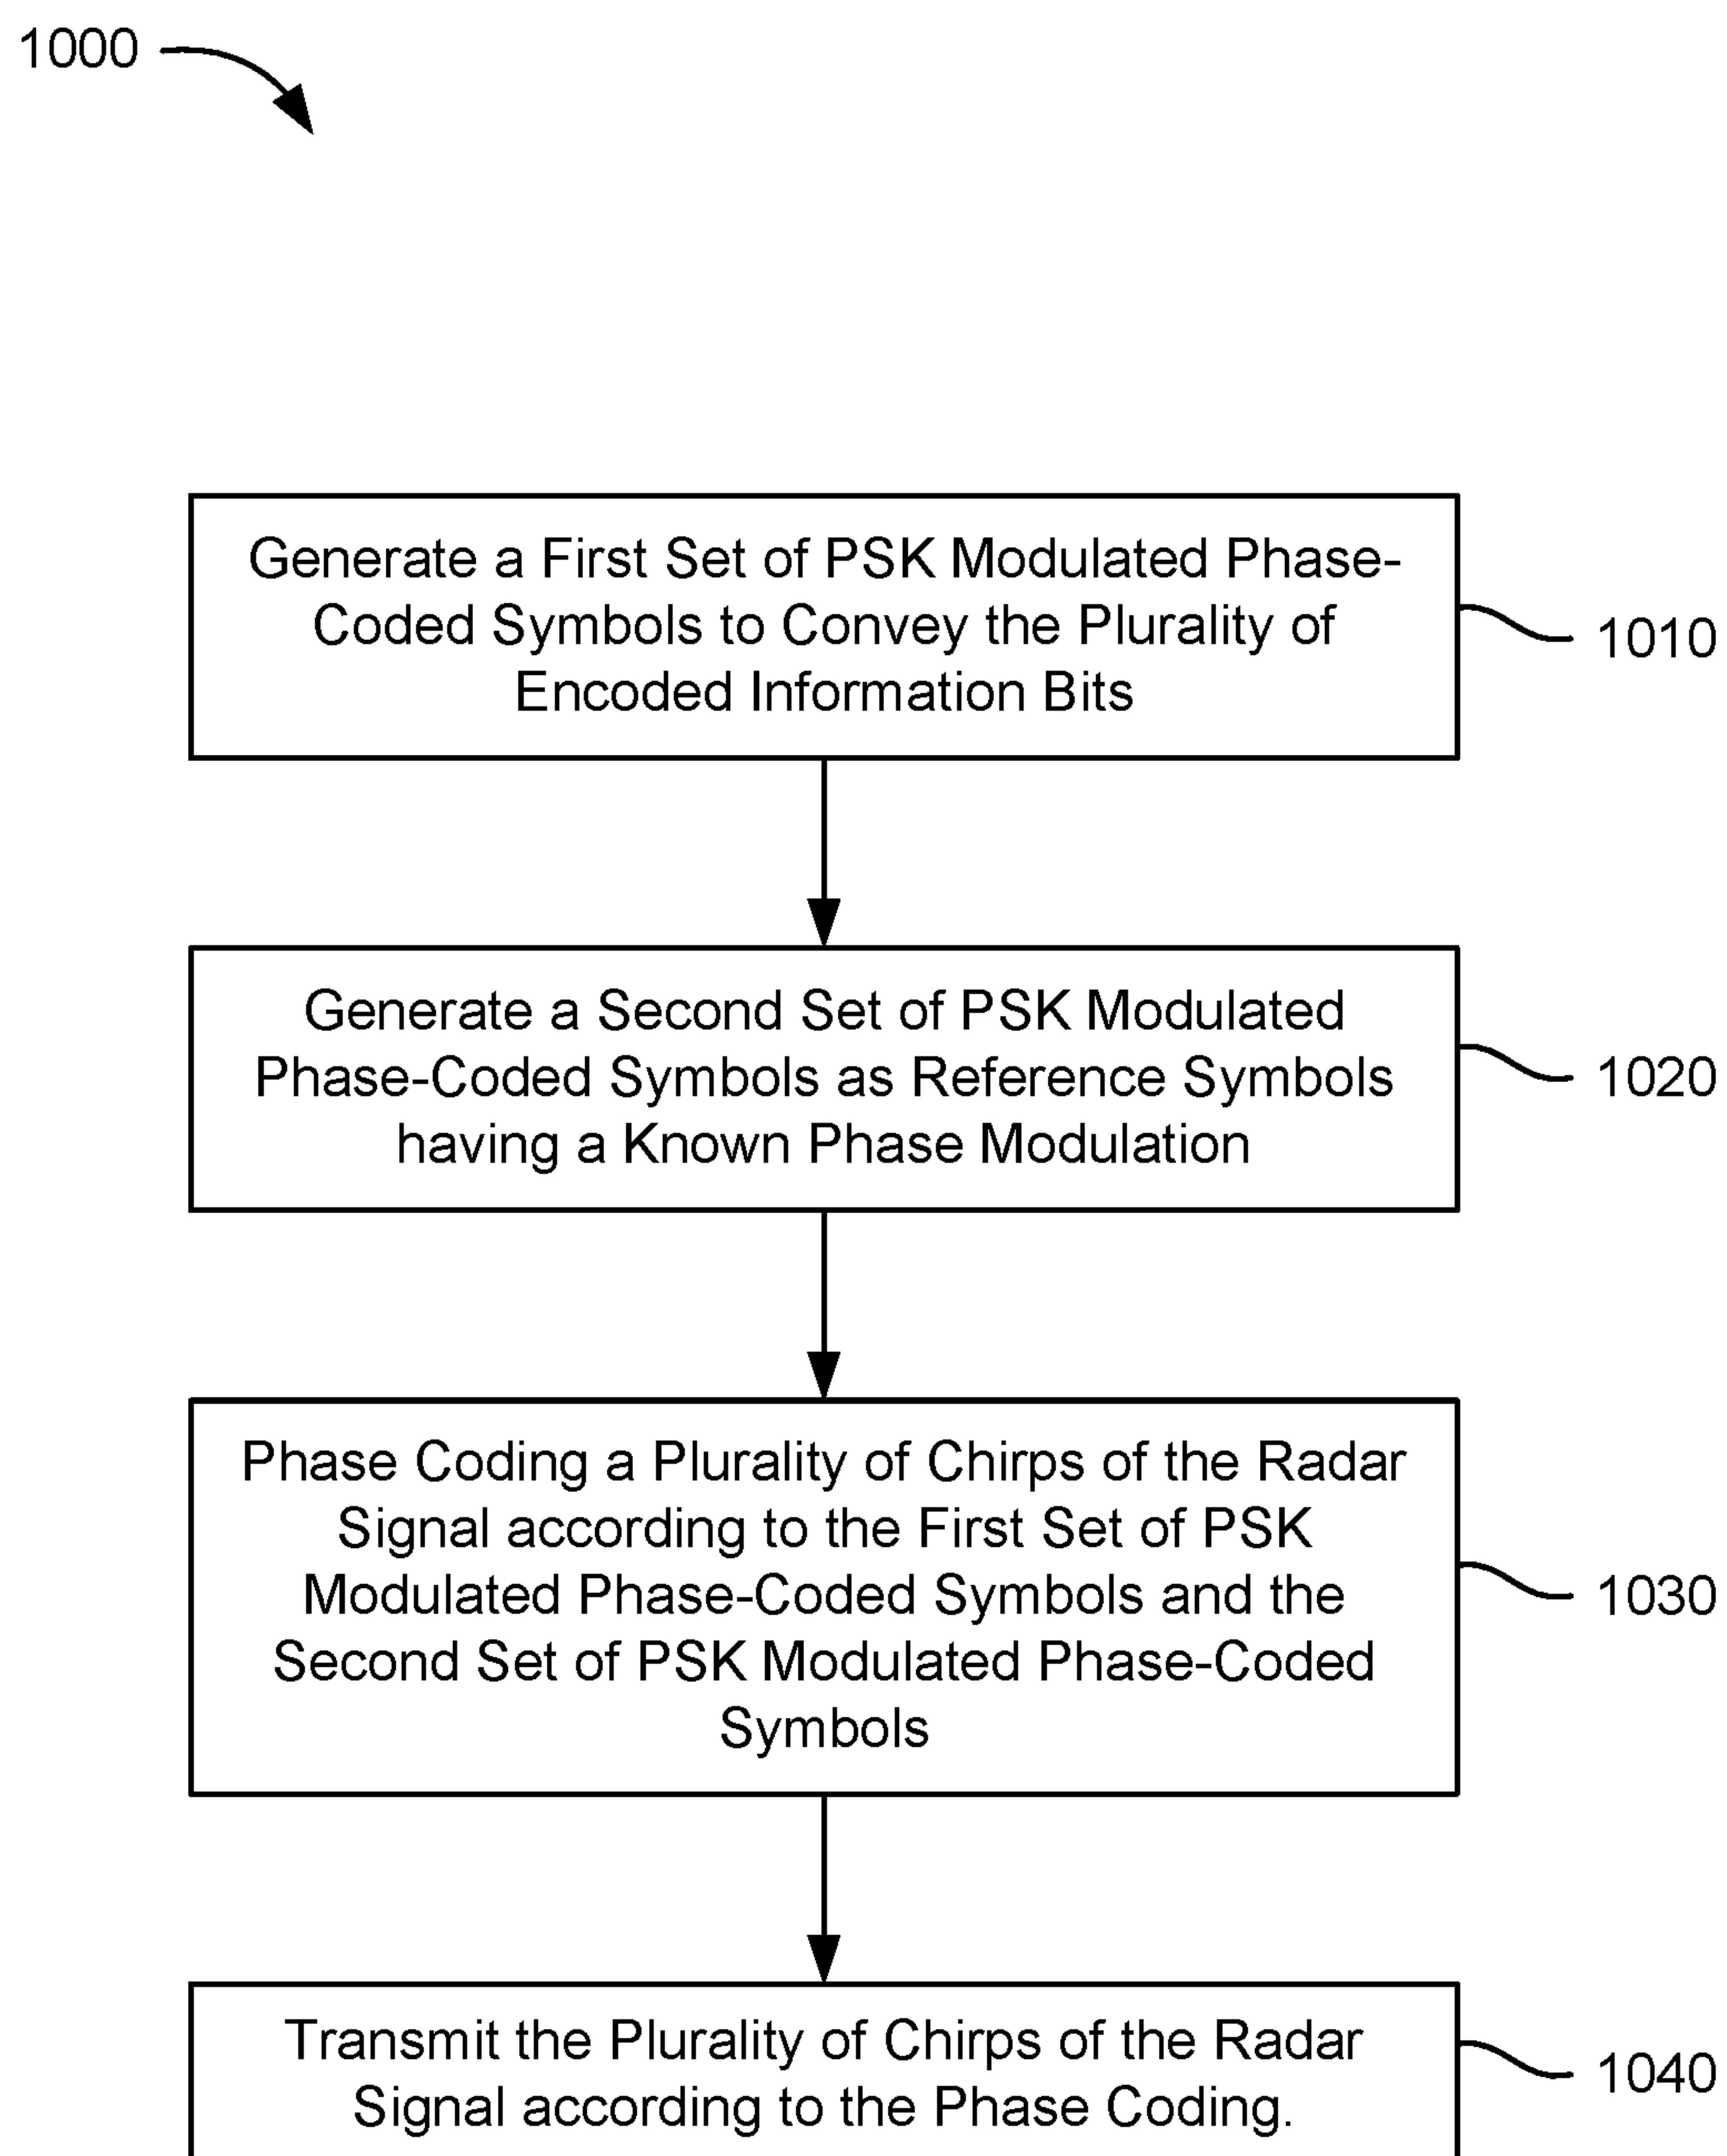 1000
Generate a First Set of PSK Modulated Phase-
Coded Symbols to Convey the Plurality of
Encoded Information Bits
1010
Generate a Second Set of PSK Modulated
Phase-Coded Symbols as Reference Symbols
having a Known Phase Modulation
1020
Phase Coding a Plurality of Chirps of the Radar
Signal according to the First Set of PSK
Modulated Phase-Coded Symbols and the
Second Set of PSK Modulated Phase-Coded
Symbols
1030
Transmit the Plurality of Chirps of the Radar
Signal according to the Phase Coding.
1040